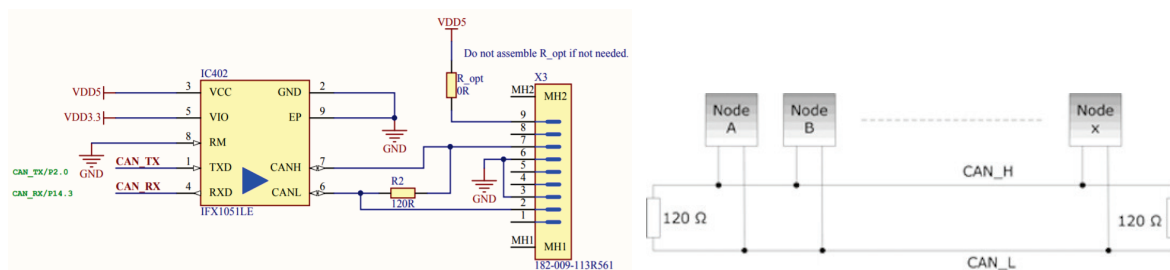 VDD5
Do not assemble R_opt if not needed.
IC402
R_opt
0R
X3
VDD5
3
VCC
GND
2
MH2
MH2
VDD3.3
5
VIO
EP
9
9
8
8
RM
GND
7
GND
CAN_TX
1
TXD
CANH
7
6
CAN_TX/P2.0
5
CAN_RX
4
RXD
CANL
6
R2
4
CAN_RX/P14.3
GND
3
IFX1051LE
120R
2
1
MH1
MH1
182-009-113R561
Node
A
Node
B
Node
x
CAN_H
120 Ω
120 Ω
CAN_L